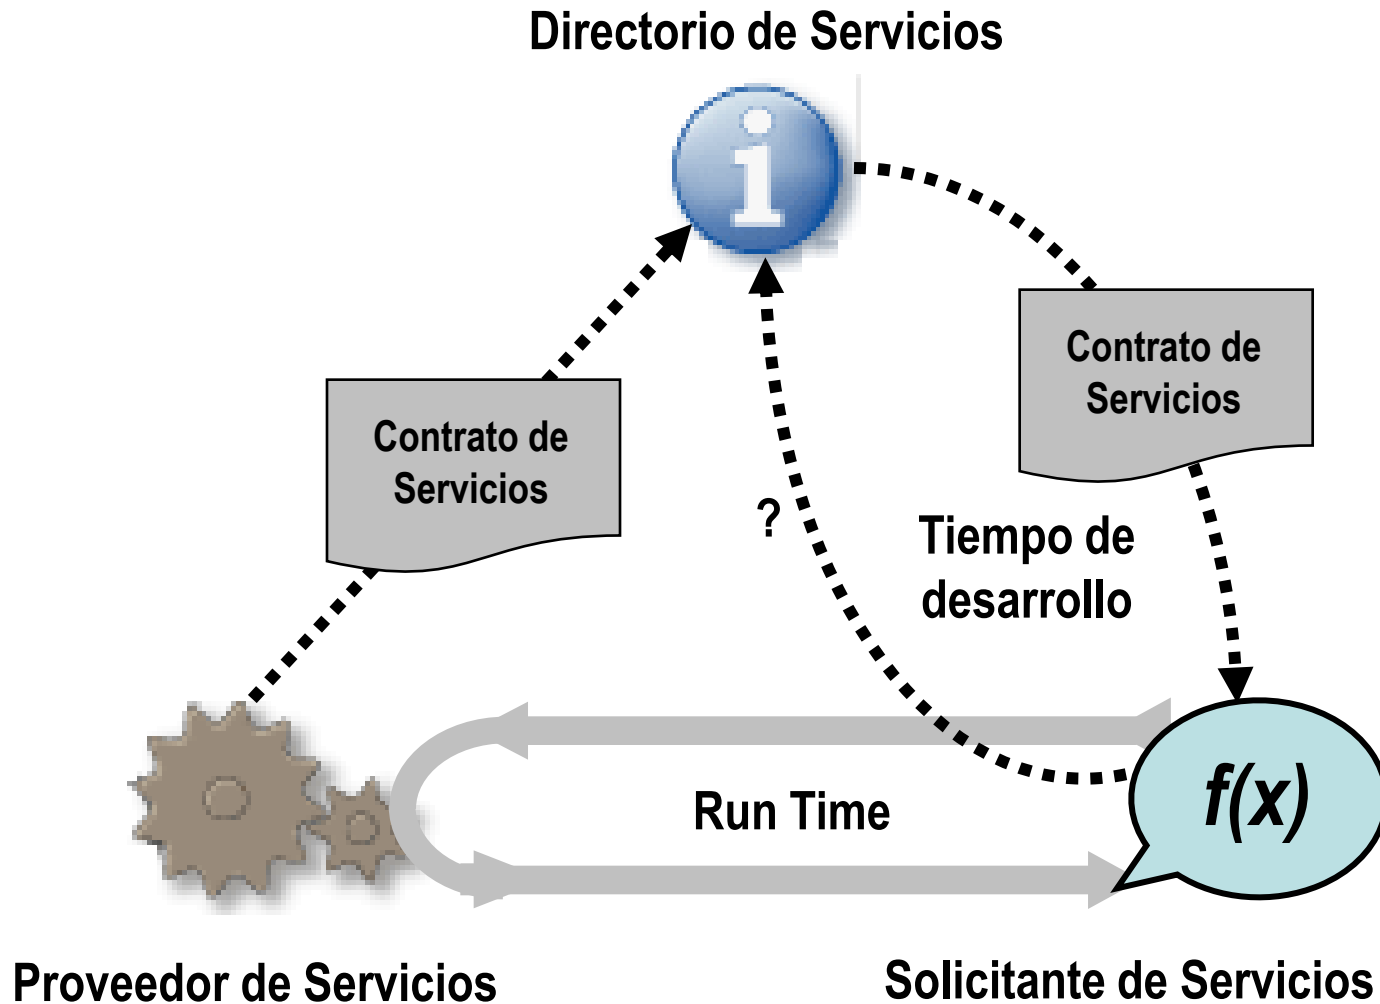 Directorio de Servicios
i
Contrato de
Servicios
Contrato de
Servicios
?
Tiempo de
desarrollo
Run Time
f(x)
Proveedor de Servicios
Solicitante de Servicios